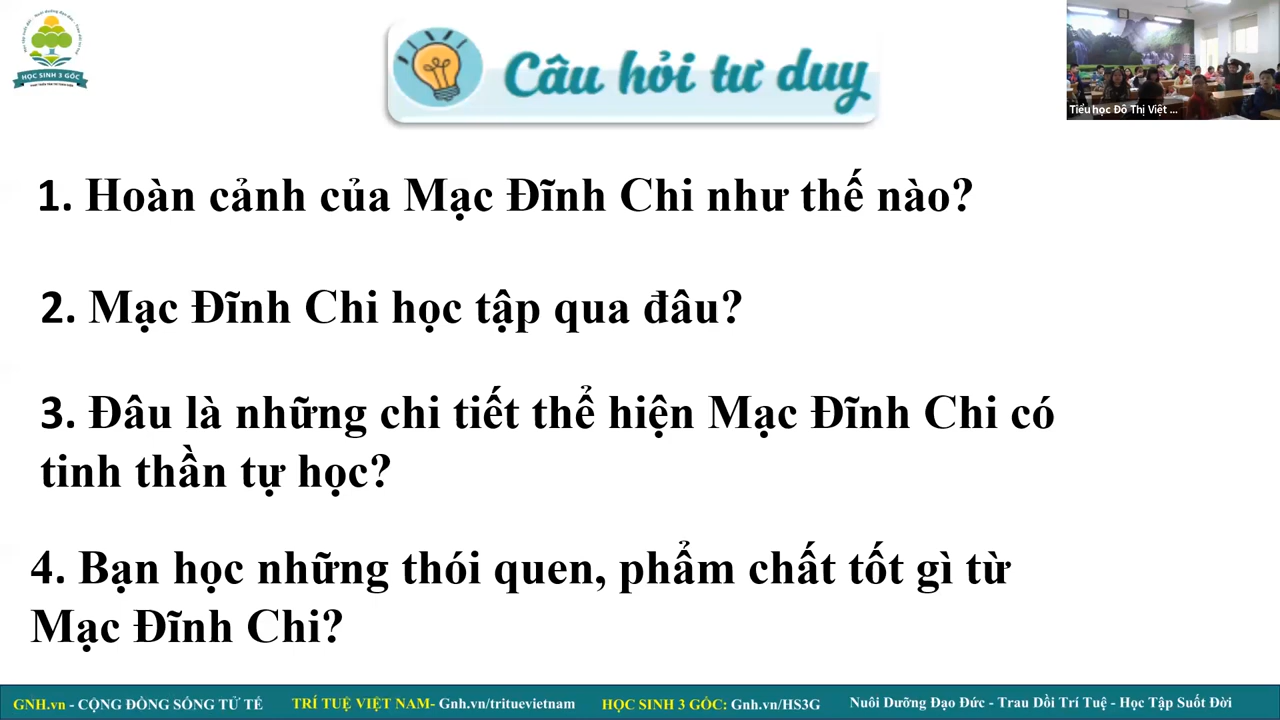 HỌC SINH 3 GỐC
Câu hỏi tư duy
Tiểu học Đô Thị Việt ...
1. Hoàn cảnh của Mạc Đĩnh Chi như thế nào?
2. Mạc Đĩnh Chi học tập qua đâu?
3. Đâu là những chi tiết thể hiện Mạc Đĩnh Chi có
tinh thần tự học?
4. Bạn học những thói quen, phẩm chất tốt gì từ
Mạc Đĩnh Chi?
GNH.vn - CỘNG ĐỒNG SỐNG TỬ TẾ TRÍ TUỆ VIỆT NAM- Gnh.vn/trituevietnam HỌC SINH 3 GỐC: Gnh.vn/HS3G Nuôi Dưỡng Đạo Đức - Trau Dồi Trí Tuệ - Học Tập Suốt Đời